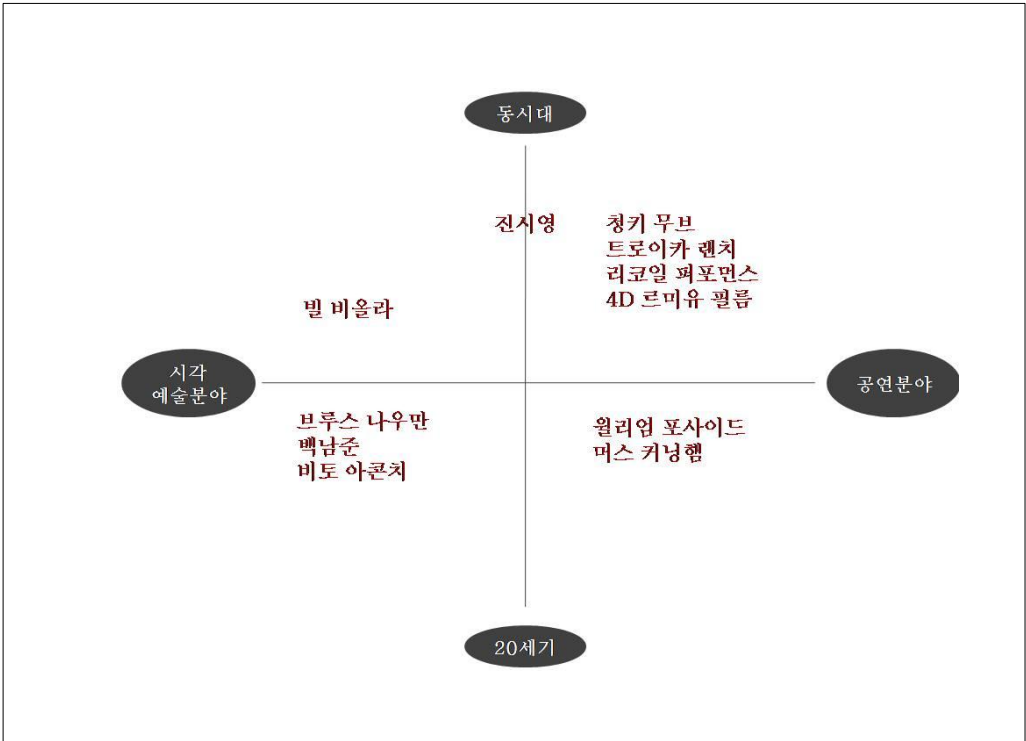 동시대
진시영
청키 무브
트로이카 랜치
리코일 퍼포먼스
4D 르미유 필름
빌 비올라
시각
예술분야
공연분야
브루스 나우만
백남준
비토 아콘치
윌리엄 포사이드
머스 커닝햄
20세기